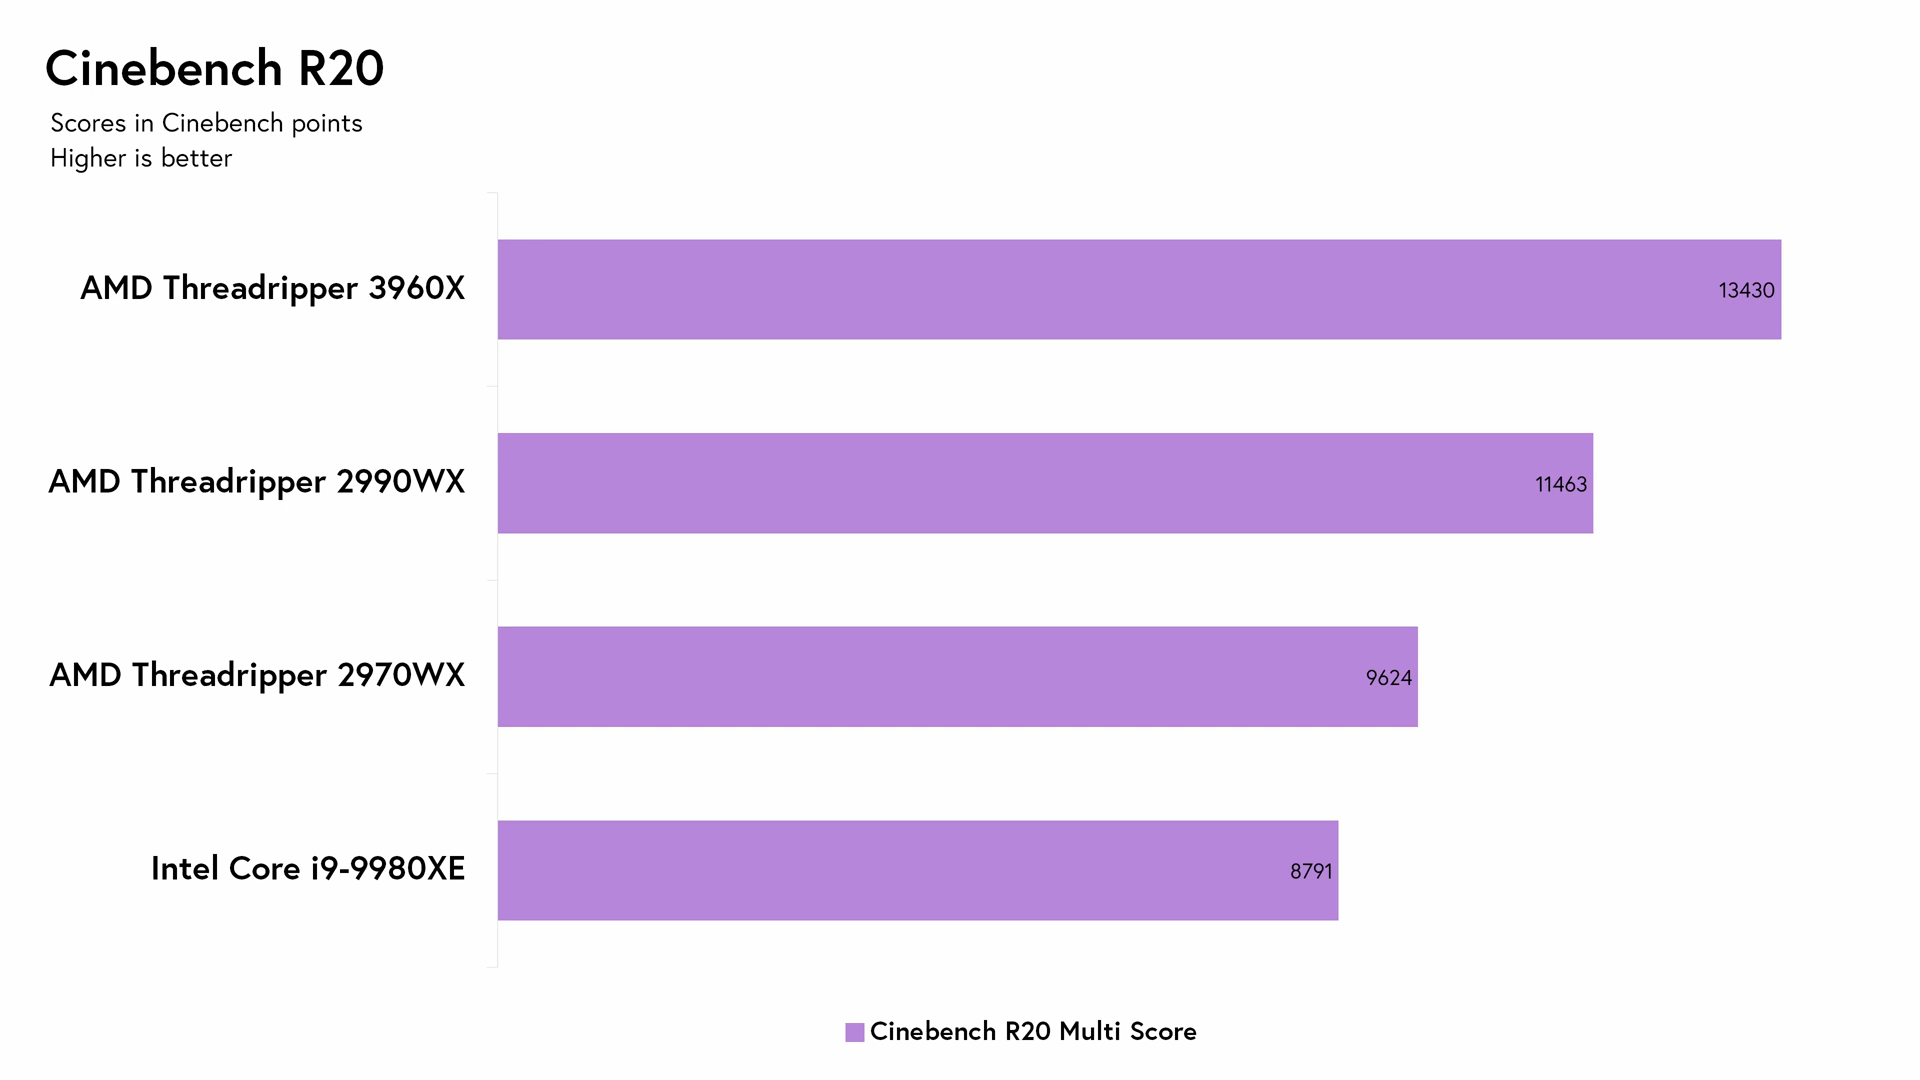 Cinebench R20
Scores in Cinebench points
Higher is better
AMD Threadripper 3960X
13430
AMD Threadripper 2990WX
11463
AMD Threadripper 2970WX
9624
Intel Core i9-9980XE
8791
Cinebench R20 Multi Score